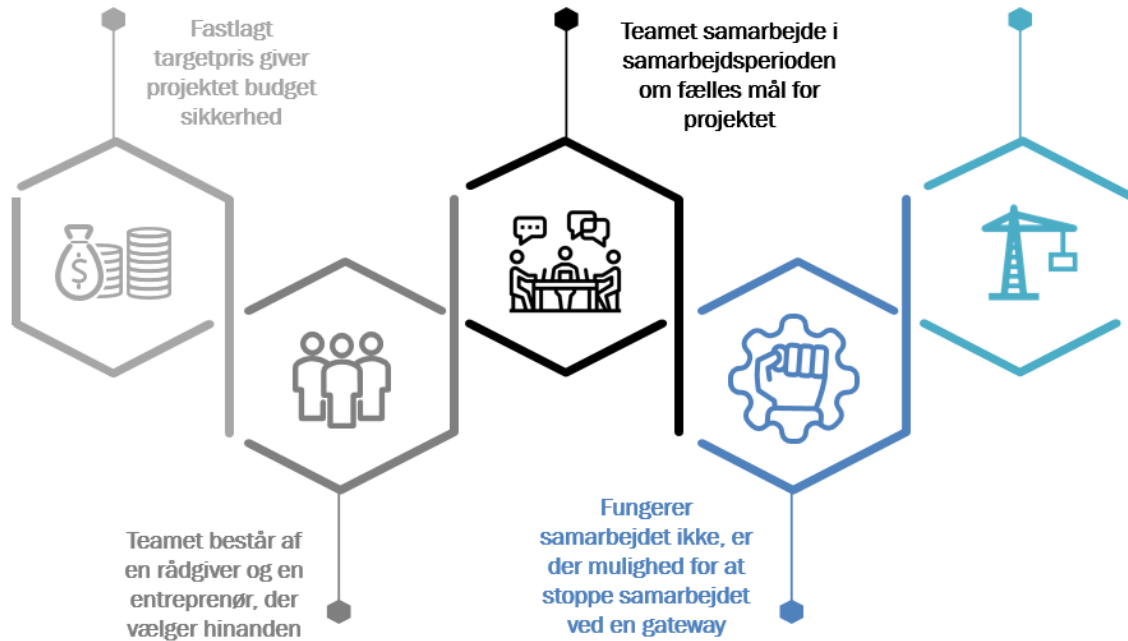 Fastlagt
targetpris giver
projektet budget
sikkerhed
Teamet består af
en rådgiver og en
entreprenør, der
vælger hinanden
Teamet samarbejde i
samarbejdsperioden
om fælles mål for
projektet
Fungerer
samarbejdet ikke, er
der mulighed for at
stoppe samarbejdet
ved en gateway